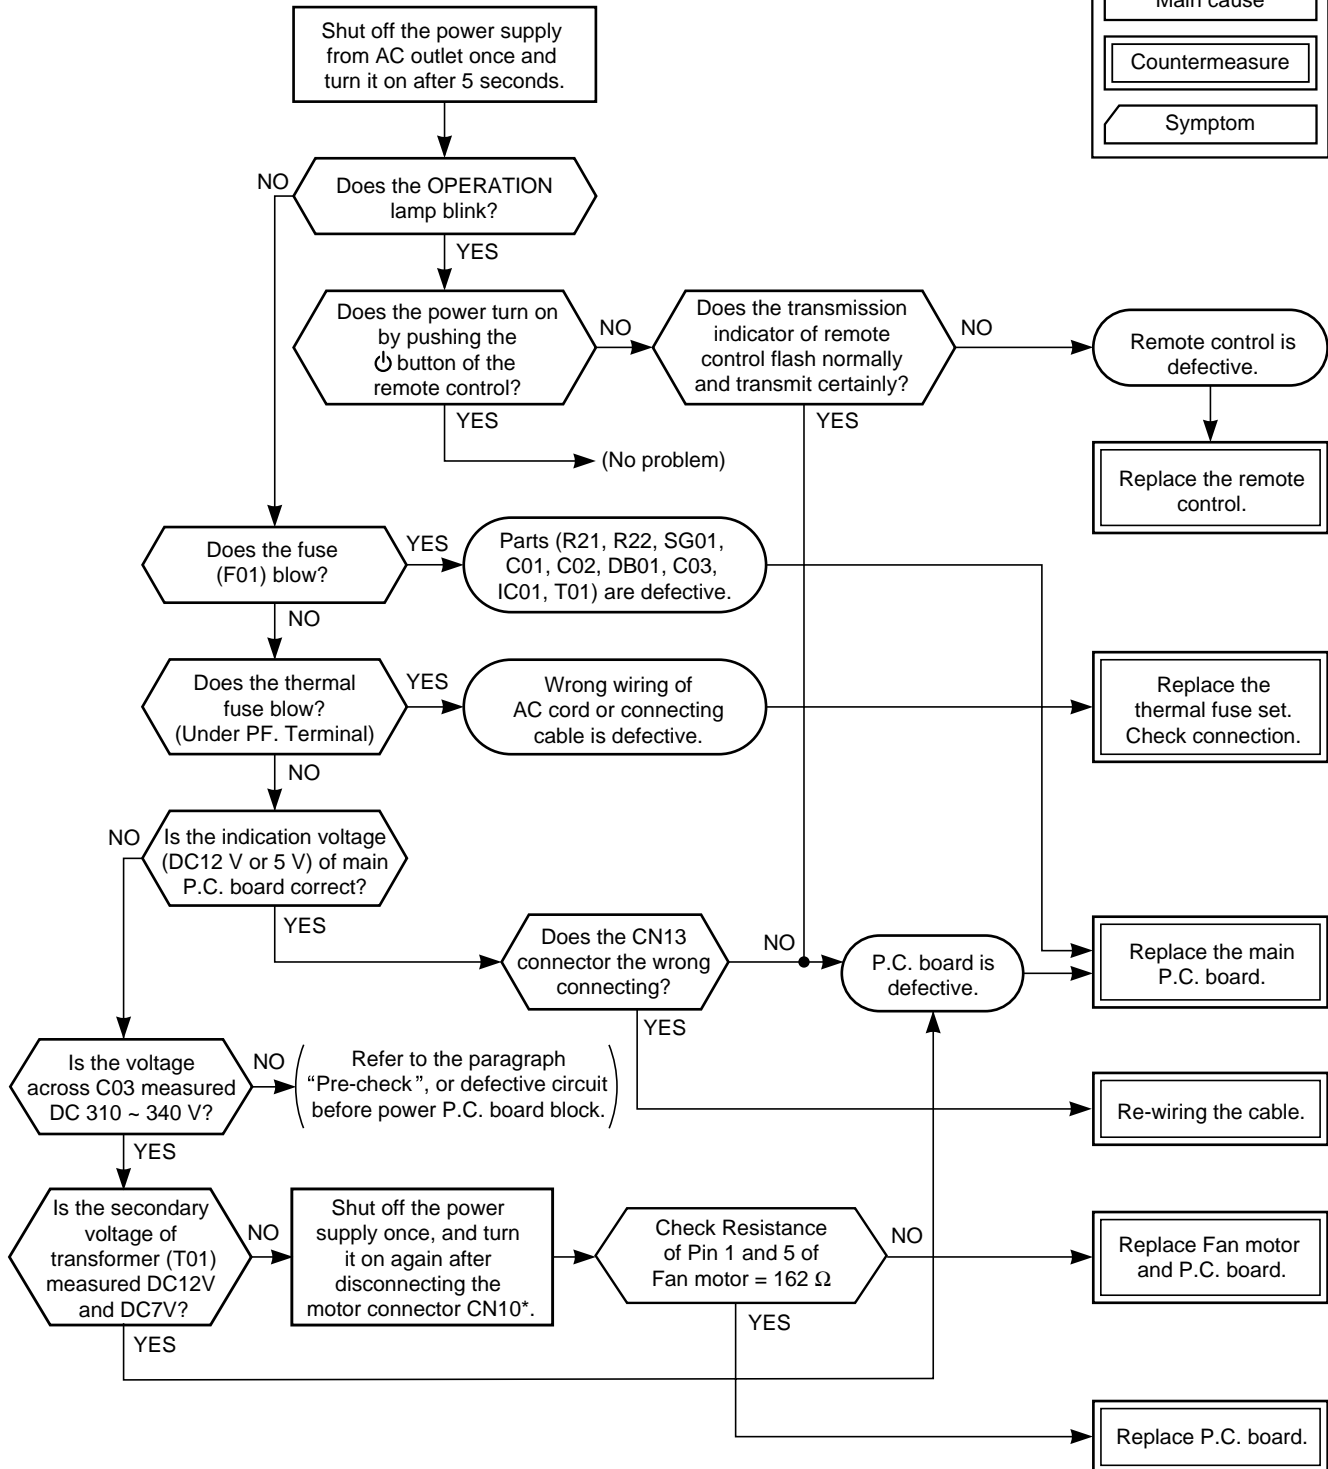 Main cause
Countermeasure
Symptom
Shut off the power supply
from AC outlet once and
turn it on after 5 seconds.
NO
Does the OPERATION
lamp blink?
YES
Does the power turn on
by pushing the
⏻ button of the
remote control?
NO
Does the transmission
indicator of remote
control flash normally
and transmit certainly?
NO
Remote control is
defective.
YES
YES
(No problem)
Replace the remote
control.
Does the fuse
(F01) blow?
YES
Parts (R21, R22, SG01,
C01, C02, DB01, C03,
IC01, T01) are defective.
NO
Does the thermal
fuse blow?
(Under PF. Terminal)
YES
Wrong wiring of
AC cord or connecting
cable is defective.
Replace the
thermal fuse set.
Check connection.
NO
NO
Is the indication voltage
(DC12 V or 5 V) of main
P.C. board correct?
YES
Does the CN13
connector the wrong
connecting?
NO
P.C. board is
defective.
Replace the main
P.C. board.
YES
Is the voltage
across C03 measured
DC 310 ~ 340 V?
NO
Refer to the paragraph
“Pre-check”, or defective circuit
before power P.C. board block.
Re-wiring the cable.
YES
Is the secondary
voltage of
transformer (T01)
measured DC12V
and DC7V?
NO
Shut off the power
supply once, and turn
it on again after
disconnecting the
motor connector CN10*.
Check Resistance
of Pin 1 and 5 of
Fan motor = 162 Ω
NO
Replace Fan motor
and P.C. board.
YES
YES
Replace P.C. board.